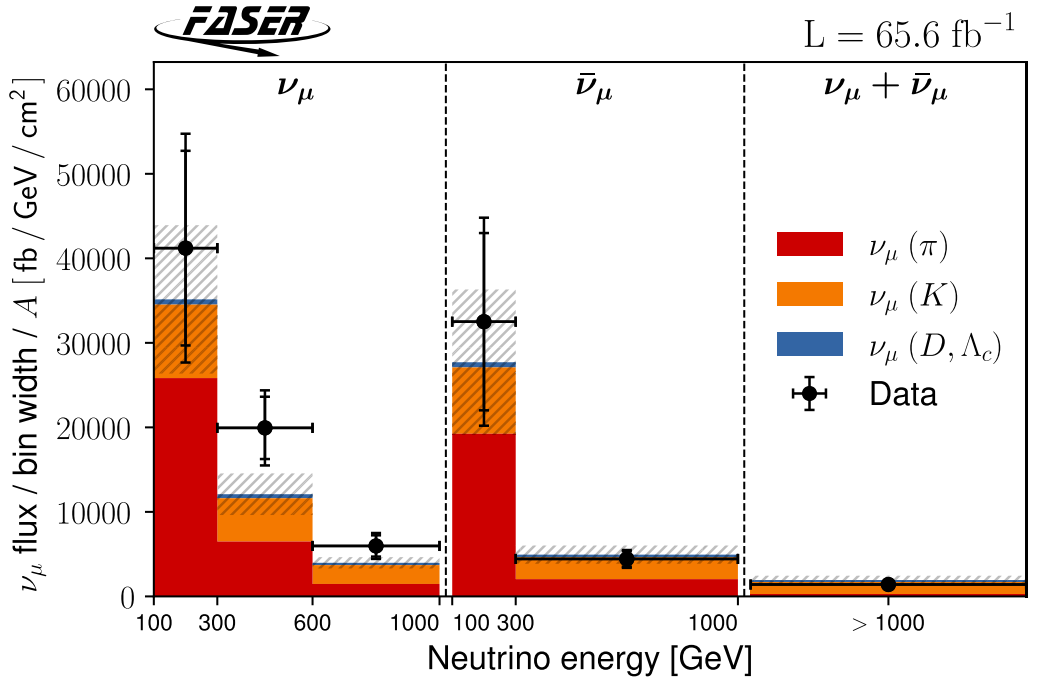 FASER
L = 65.6 fb⁻¹
ν_μ flux / bin width / A [fb / GeV / cm²]
60000
50000
40000
30000
20000
10000
0
ν_μ
ν̄_μ
ν_μ + ν̄_μ
ν_μ (π)
ν_μ (K)
ν_μ (D, Λ_c)
Data
100 300 600 1000 100 300 1000 > 1000
Neutrino energy [GeV]